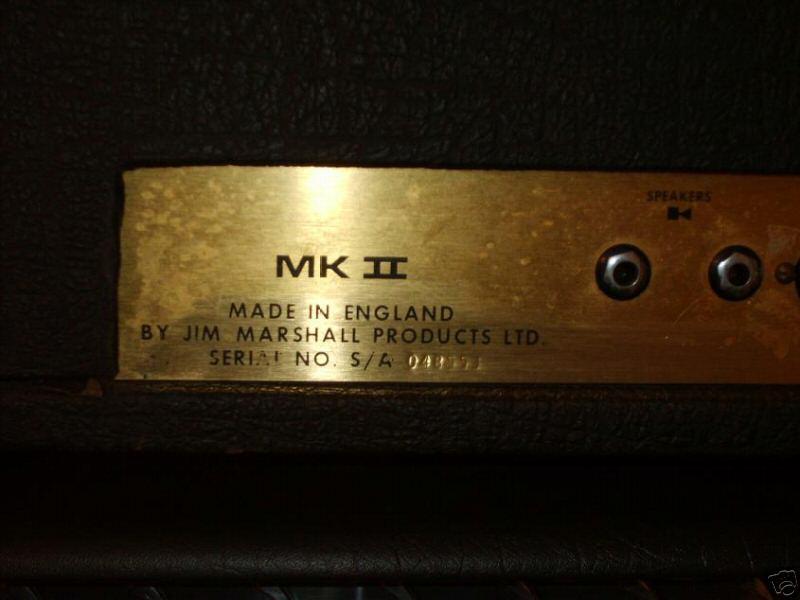 SPEAKERS
MK II
MADE IN ENGLAND
BY JIM MARSHALL PRODUCTS LTD.
SERIAL NO. S/A